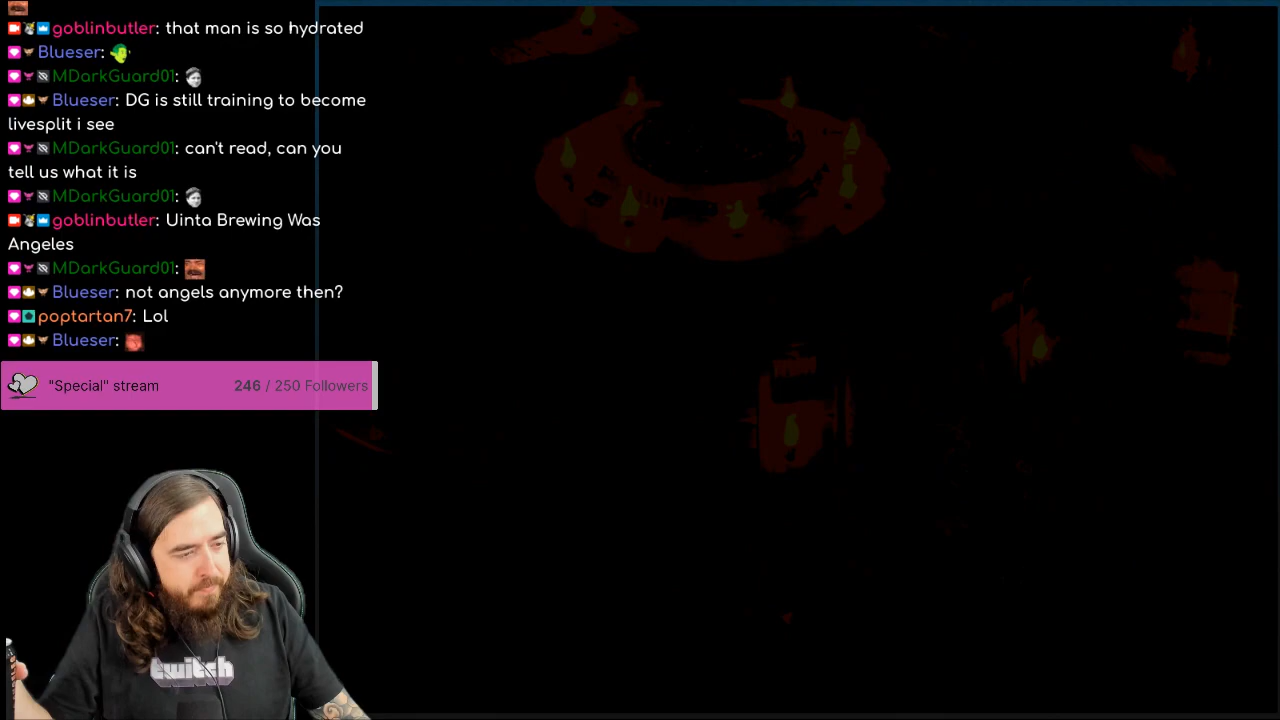 goblinbutler: that man is so hydrated
Blueser:
MDarkGuard01:
Blueser: DG is still training to become
livesplit i see
MDarkGuard01: can't read, can you
tell us what it is
MDarkGuard01:
goblinbutler: Uinta Brewing Was
Angeles
MDarkGuard01:
Blueser: not angels anymore then?
poptartan7: Lol
Blueser:
"Special" stream 246 / 250 Followers
twitch